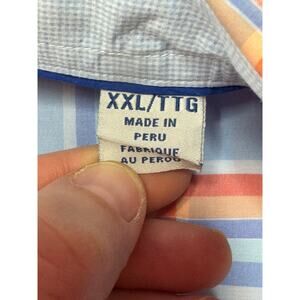 XXL/TTG
MADE IN
PERU
FABRIQUE
AU PEROU